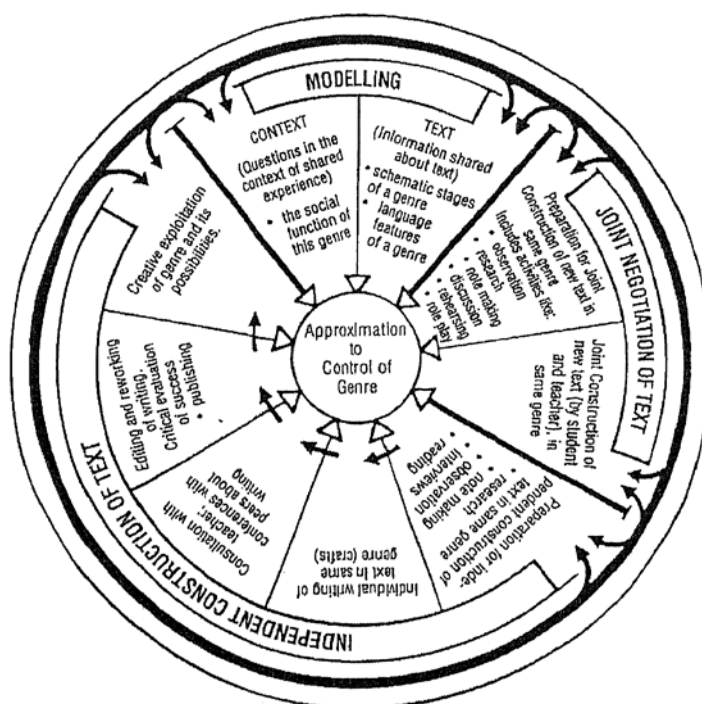 MODELLING
CONTEXT
(Questions in the
context of shared
experience)
• the social
function of
this genre
TEXT
(Information shared
about text)
• schematic stages
of a genre
• language
features
of a genre
JOINT NEGOTIATION OF TEXT
Preparation for Joint
Construction of new text in
same genre
Includes activities like:
• observation
• research
• note making
• discussion
• rehearsing
• role play
Joint Construction of
new text (by student
and teacher), in
same genre
INDEPENDENT CONSTRUCTION OF TEXT
Preparation for inde-
pendent construction of
text in same genre
• research
• note making
• observation
• interviews
• reading
Individual writing of
text in same
genre (crafts)
Consultation with
teacher;
conferences with
peers about
writing
Editing and reworking
of writing;
Critical evaluation
of success
• publishing
Creative exploitation
of genre and its
possibilities.
Approximation
to
Control of
Genre